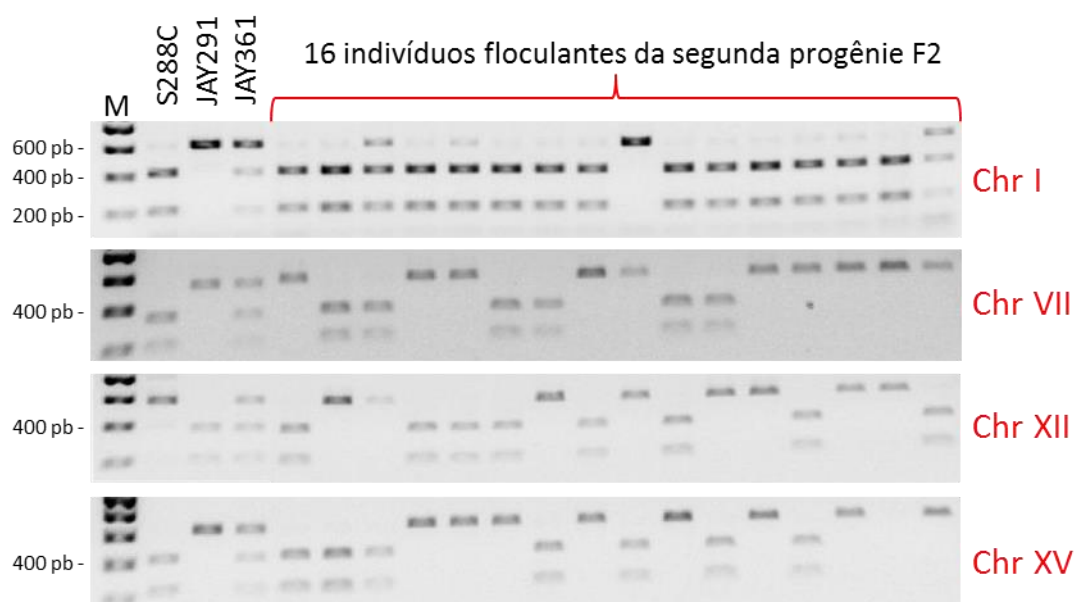 M
S288C
JAY291
JAY361
16 indivíduos floculantes da segunda progênie F2
600 pb -
400 pb -
200 pb -
Chr I
400 pb -
Chr VII
400 pb -
Chr XII
400 pb -
Chr XV